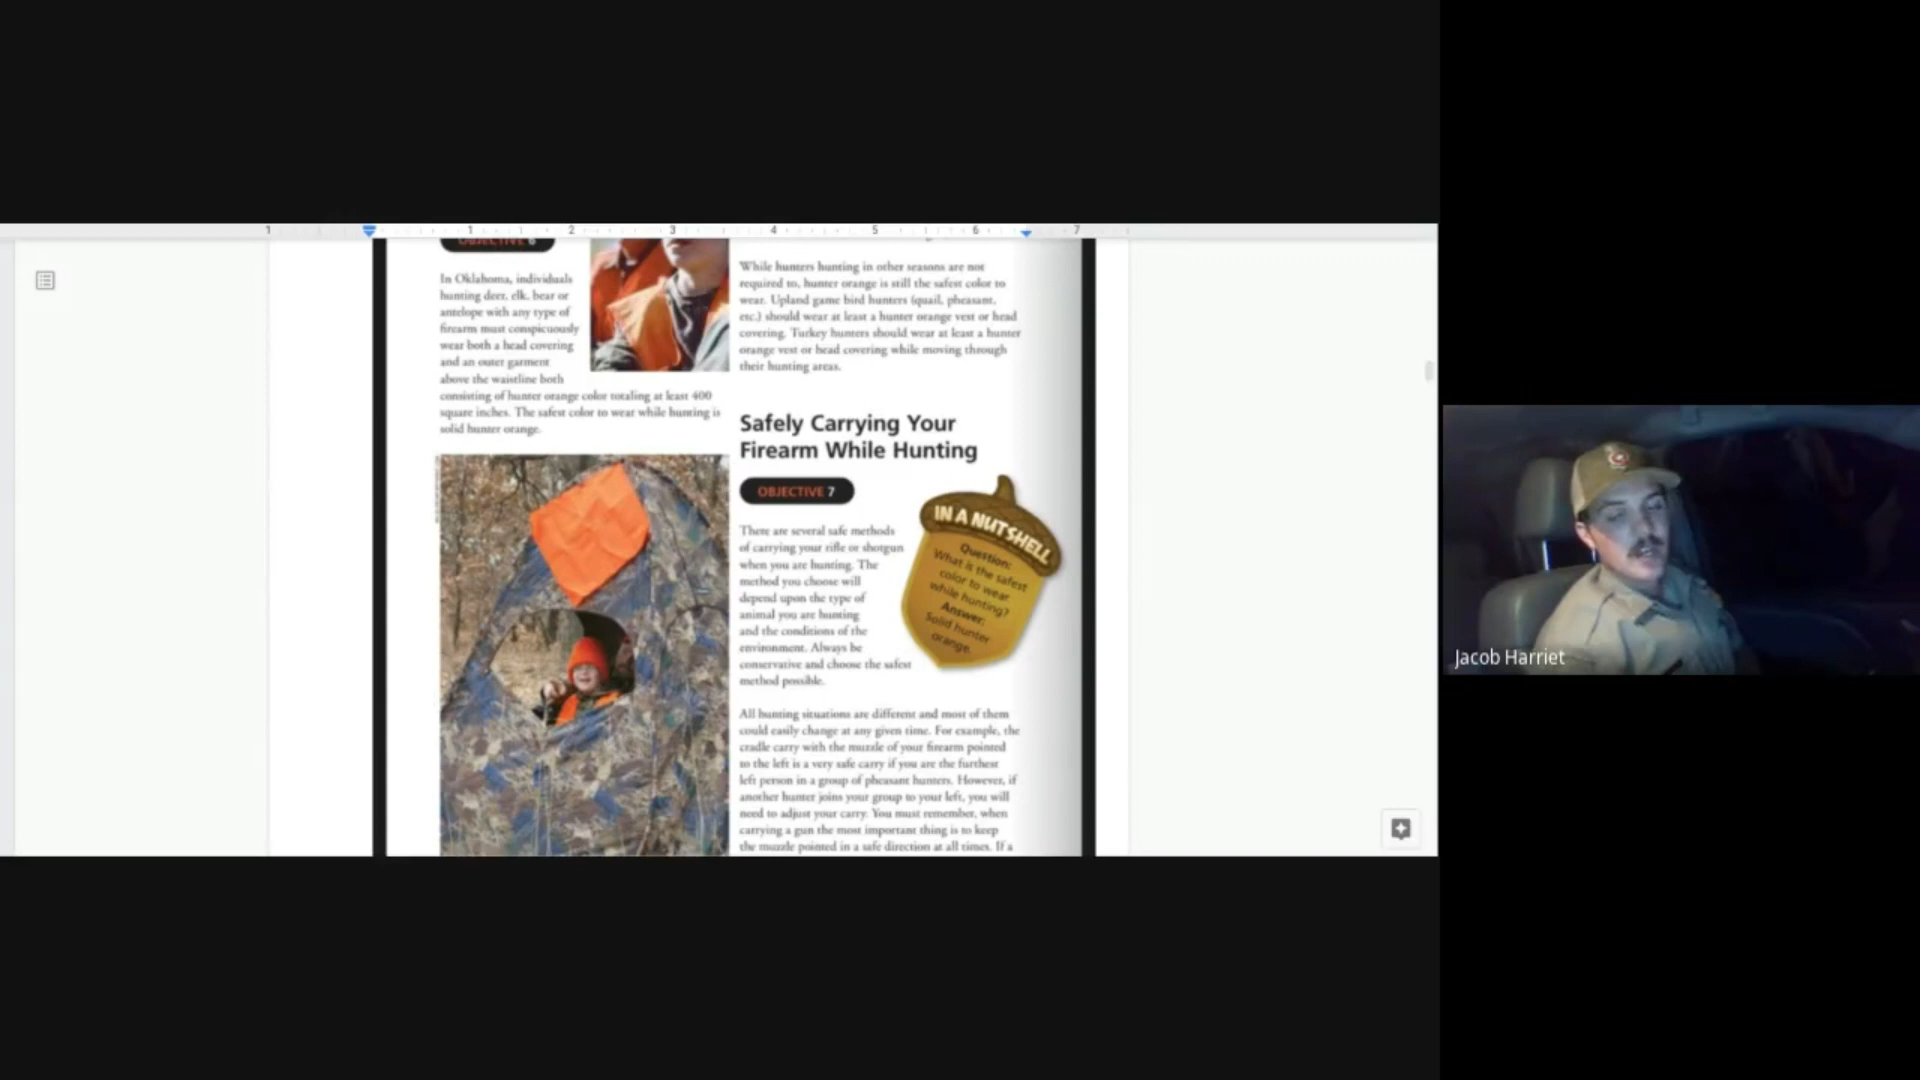 1 1 2 3 4 5 6 7
OBJECTIVE 6
In Oklahoma, individuals
hunting deer, elk, bear or
antelope with any type of
firearm must conspicuously
wear both a head covering
and an outer garment
above the waistline both
consisting of hunter orange color totaling at least 400
square inches. The safest color to wear while hunting is
solid hunter orange.
While hunters hunting in other seasons are not
required to, hunter orange is still the safest color to
wear. Upland game bird hunters (quail, pheasant,
etc.) should wear at least a hunter orange vest or head
covering. Turkey hunters should wear at least a hunter
orange vest or head covering while moving through
their hunting areas.
Safely Carrying Your
Firearm While Hunting
OBJECTIVE 7
There are several safe methods
of carrying your rifle or shotgun
when you are hunting. The
method you choose will
depend upon the type of
animal you are hunting
and the conditions of the
environment. Always be
conservative and choose the safest
method possible.
IN A NUTSHELL
Question:
What is the safest
color to wear
while hunting?
Answer:
Solid hunter
orange.
All hunting situations are different and most of them
could easily change at any given time. For example, the
cradle carry with the muzzle of your firearm pointed
to the left is a very safe carry if you are the furthest
left person in a group of pheasant hunters. However, if
another hunter joins your group to your left, you will
need to adjust your carry. You must remember, when
carrying a gun the most important thing is to keep
the muzzle pointed in a safe direction at all times. If a
Jacob Harriet